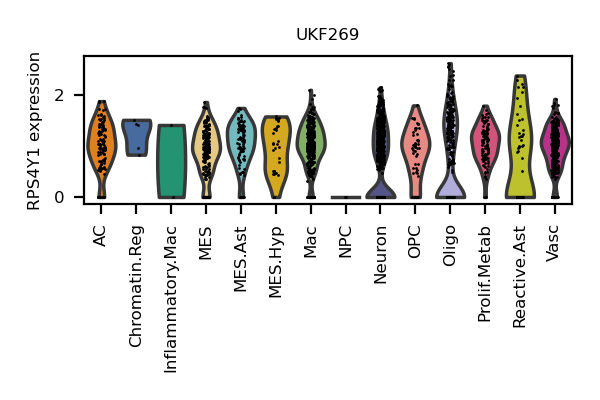 UKF269
RPS4Y1 expression
2
0
AC
Chromatin.Reg
Inflammatory.Mac
MES
MES.Ast
MES.Hyp
Mac
NPC
Neuron
OPC
Oligo
Prolif.Metab
Reactive.Ast
Vasc